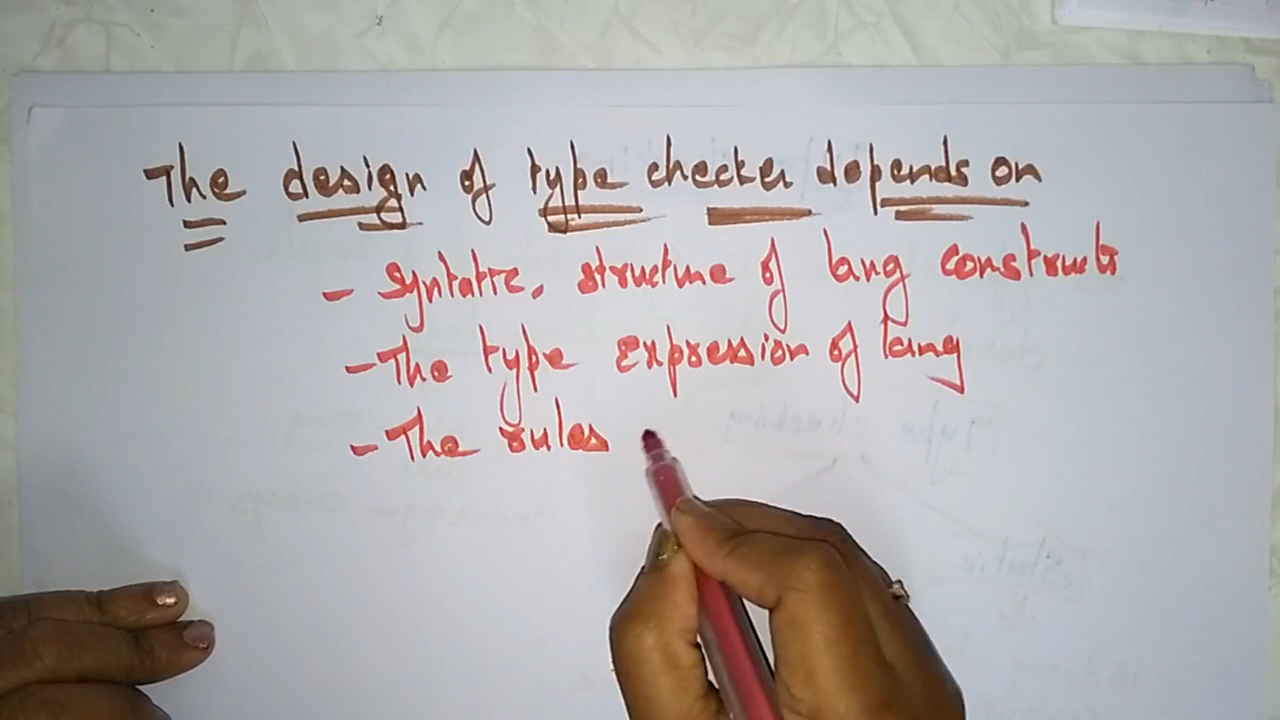 The design of type checker depends on
- Syntatic, structure of lang constructs
- The type expression of lang
- The rules